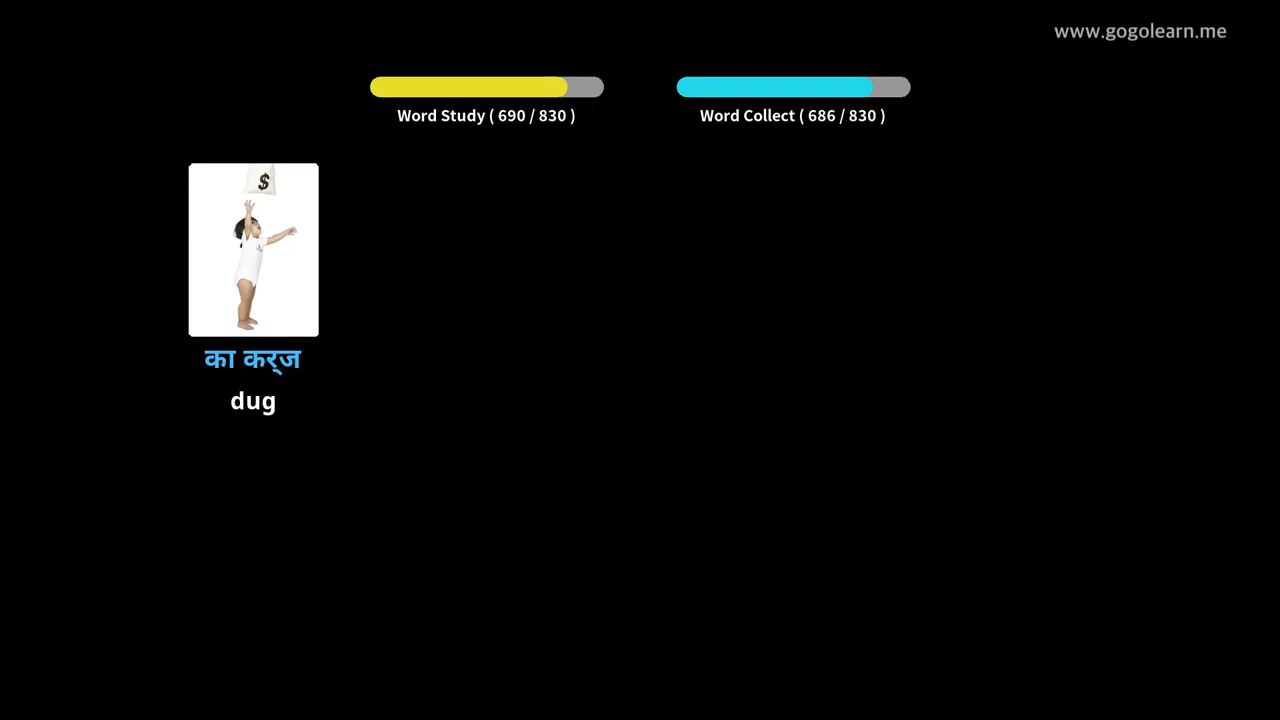 www.gogolearn.me
Word Study ( 690 / 830 )
Word Collect ( 686 / 830 )
$
का कर्ज
dug